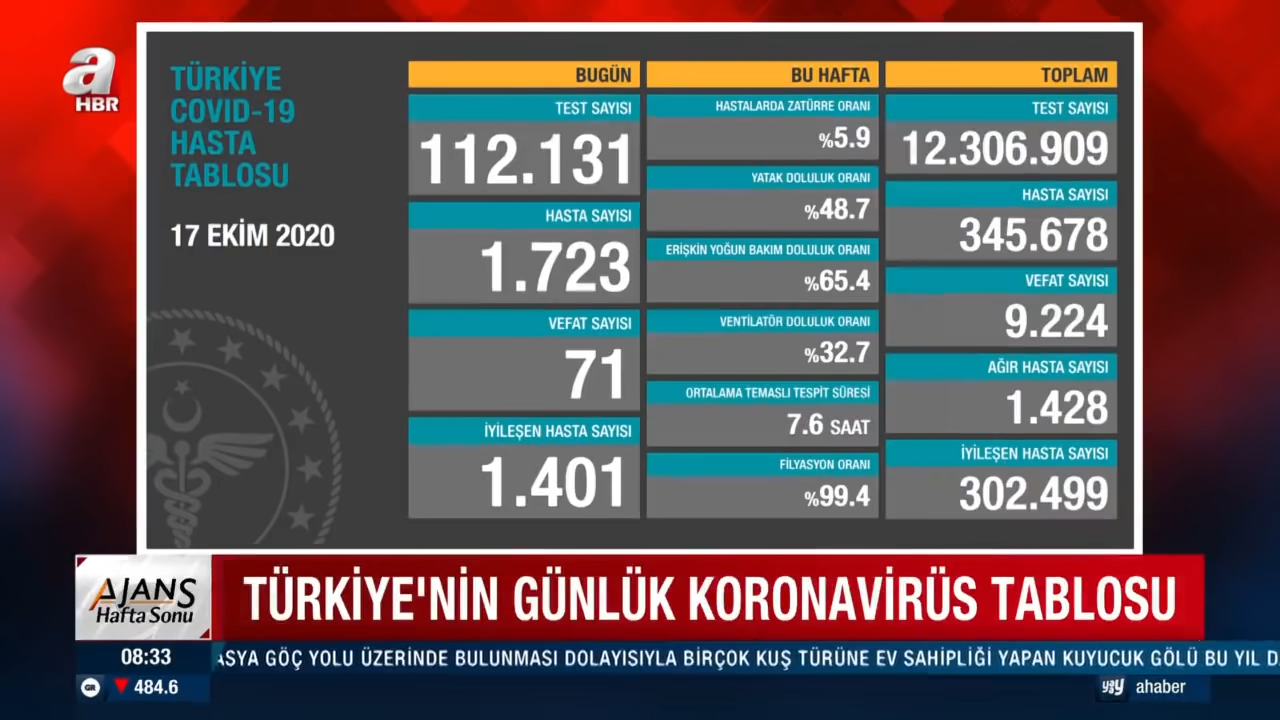 a
HBR
TÜRKİYE
COVID-19
HASTA
TABLOSU
17 EKİM 2020
BUGÜN
TEST SAYISI
112.131
HASTA SAYISI
1.723
VEFAT SAYISI
71
İYİLEŞEN HASTA SAYISI
1.401
BU HAFTA
HASTALARDA ZATÜRRE ORANI
%5.9
YATAK DOLULUK ORANI
%48.7
ERİŞKİN YOĞUN BAKIM DOLULUK ORANI
%65.4
VENTİLATÖR DOLULUK ORANI
%32.7
ORTALAMA TEMASLI TESPİT SÜRESİ
7.6 SAAT
FİLYASYON ORANI
%99.4
TOPLAM
TEST SAYISI
12.306.909
HASTA SAYISI
345.678
VEFAT SAYISI
9.224
AĞIR HASTA SAYISI
1.428
İYİLEŞEN HASTA SAYISI
302.499
AJANS
Hafta Sonu
TÜRKİYE'NİN GÜNLÜK KORONAVİRÜS TABLOSU
08:33
ASYA GÖÇ YOLU ÜZERİNDE BULUNMASI DOLAYISIYLA BİRÇOK KUŞ TÜRÜNE EV SAHİPLİĞİ YAPAN KUYUCUK GÖLÜ BU YIL D
GR
484.6
ahaber